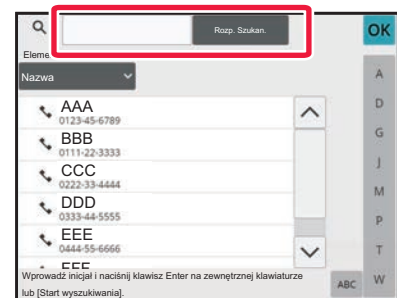 Rozp. Szukan.
OK
Eleme
Nazwa
A
AAA
0123-45-6789
D
BBB
0111-22-3333
G
CCC
0222-33-4444
J
DDD
0333-44-5555
M
EEE
0444-55-6666
P
FFF
T
Wprowadź inicjał i naciśnij klawisz Enter na zewnętrznej klawiaturze
lub [Start wyszukiwania].
ABC
W